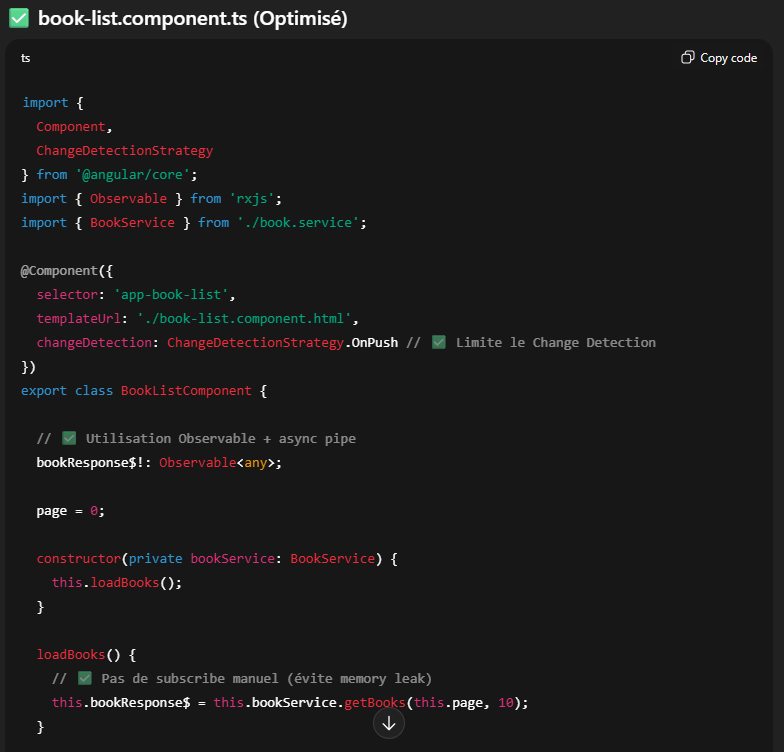 ✅ book-list.component.ts (Optimisé)
ts
Copy code
import {
  Component,
  ChangeDetectionStrategy
} from '@angular/core';
import { Observable } from 'rxjs';
import { BookService } from './book.service';

@Component({
  selector: 'app-book-list',
  templateUrl: './book-list.component.html',
  changeDetection: ChangeDetectionStrategy.OnPush // ✅ Limite le Change Detection
})
export class BookListComponent {

  // ✅ Utilisation Observable + async pipe
  bookResponse$!: Observable<any>;

  page = 0;

  constructor(private bookService: BookService) {
    this.loadBooks();
  }

  loadBooks() {
    // ✅ Pas de subscribe manuel (évite memory leak)
    this.bookResponse$ = this.bookService.getBooks(this.page, 10);
  }